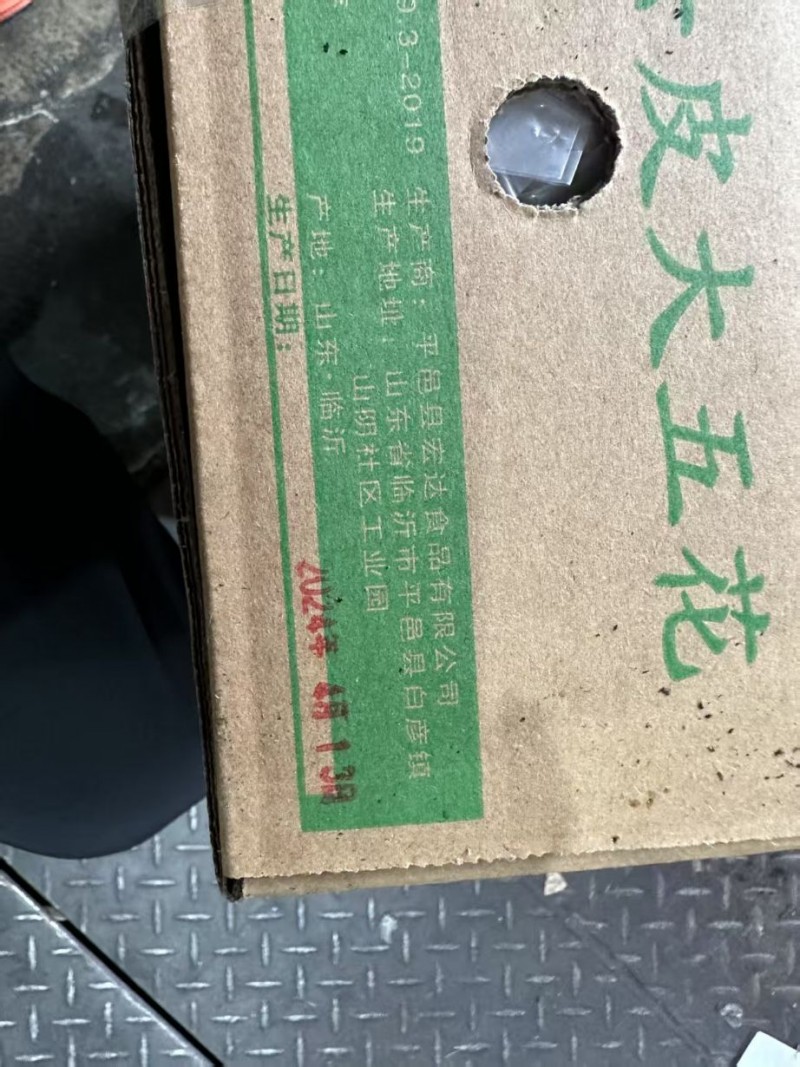 皮大五花
9.3-2019
生产商：平邑县宏达食品有限公司
生产地址：山东省临沂市平邑县白彦镇
山阴社区工业园
产地：山东·临沂
生产日期：
2024年 4月 13日